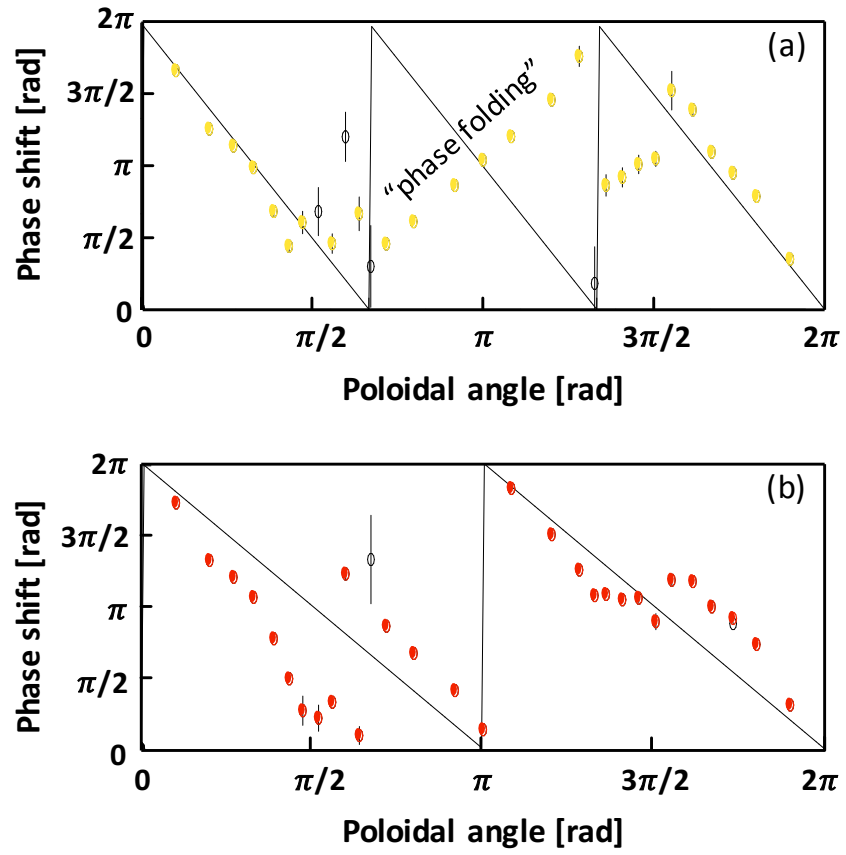 2π
(a)
Phase shift [rad]
3π/2
“phase folding”
π
π/2
0
0
π/2
π
3π/2
2π
Poloidal angle [rad]
2π
(b)
Phase shift [rad]
3π/2
π
π/2
0
0
π/2
π
3π/2
2π
Poloidal angle [rad]